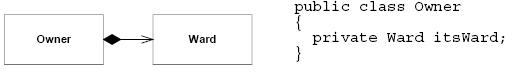 Owner
Ward
public class Owner
{
  private Ward itsWard;
}